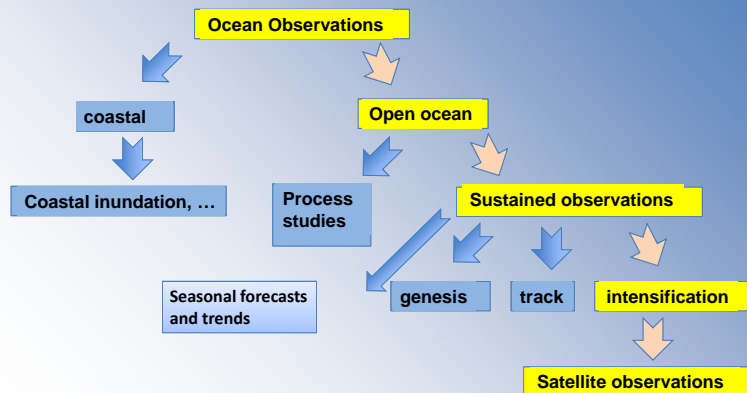 Ocean Observations
coastal
Open ocean
Coastal inundation, …
Process
studies
Sustained observations
Seasonal forecasts
and trends
genesis
track
intensification
Satellite observations